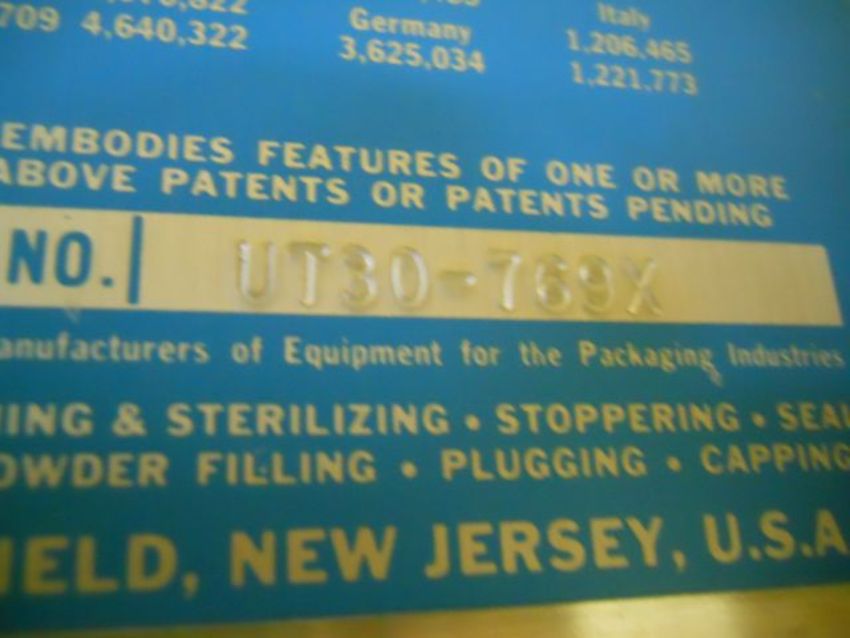 Germany Italy
709 4,640,322 3,625,034 1,206,465
1,221,773
EMBODIES FEATURES OF ONE OR MORE
ABOVE PATENTS OR PATENTS PENDING
NO. UT30-769X
anufacturers of Equipment for the Packaging Industries
ING & STERILIZING • STOPPERING • SEAL
OWDER FILLING • PLUGGING • CAPPING
IELD, NEW JERSEY, U.S.A